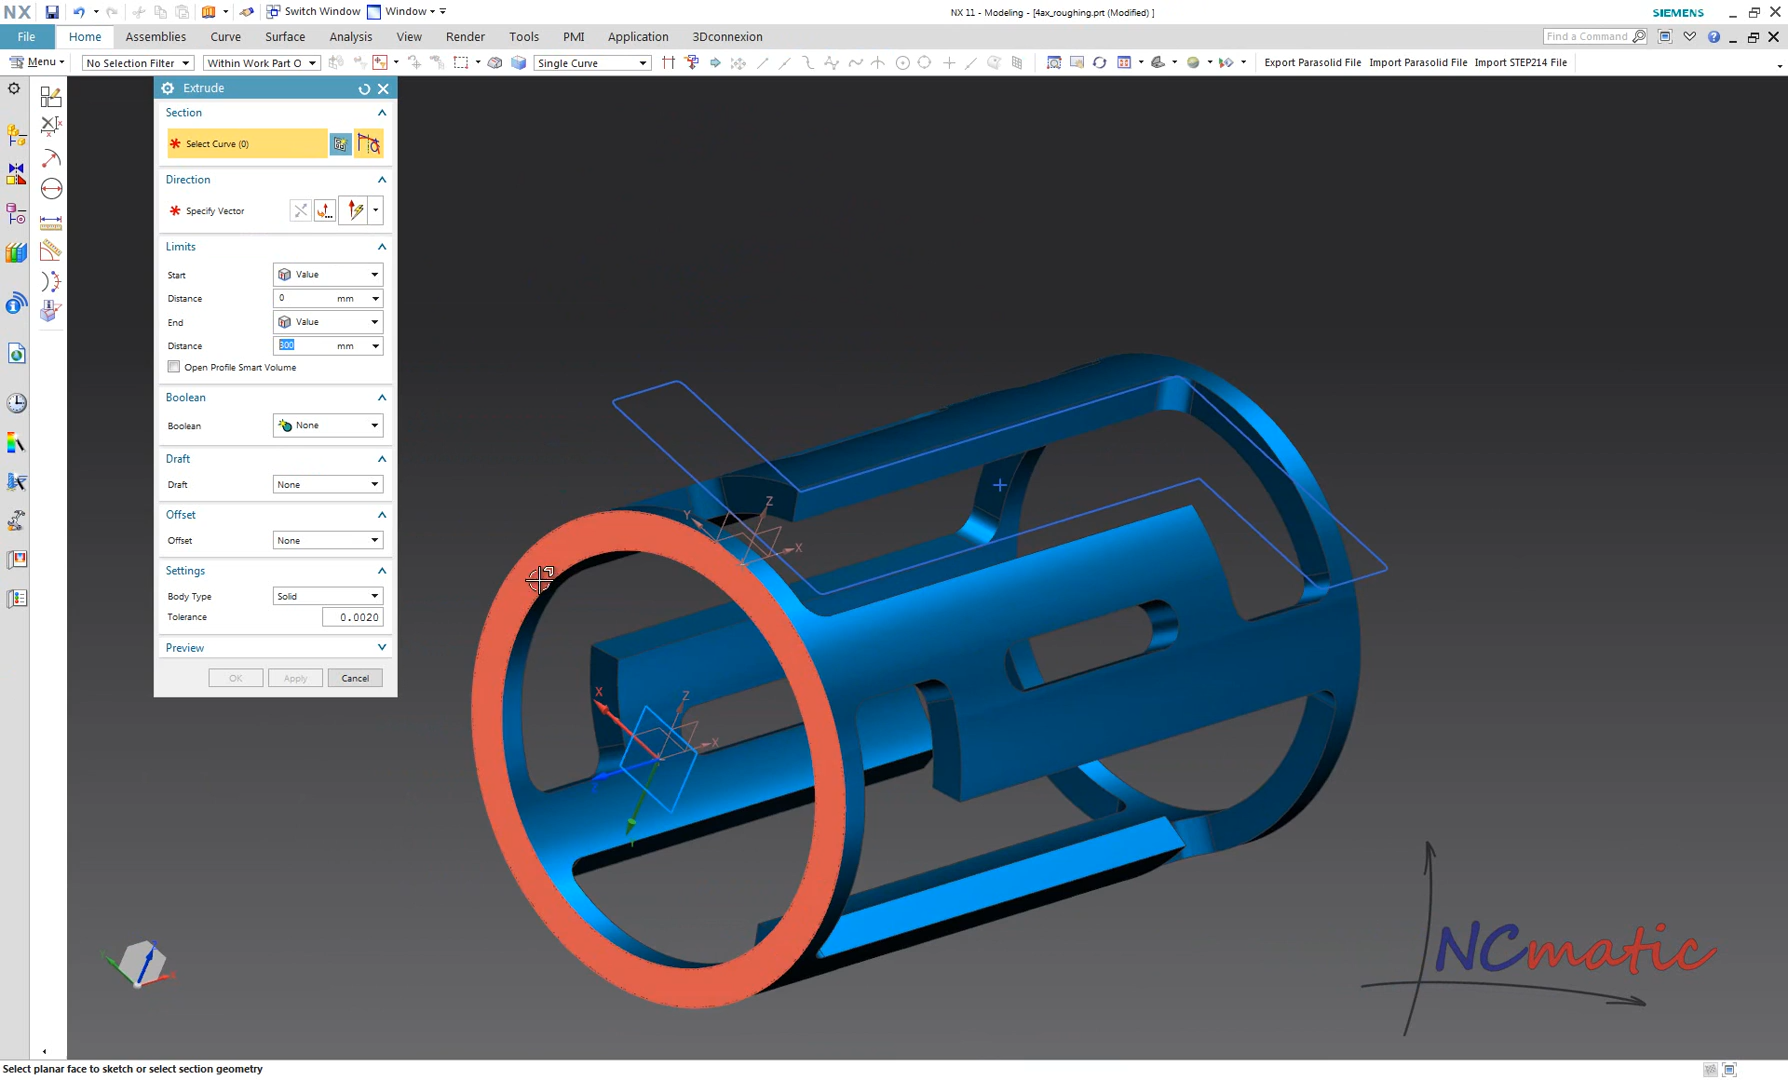 NX
Switch Window
Window
NX 11 - Modeling - [4ax_roughing.prt (Modified) ]
SIEMENS
File
Home
Assemblies
Curve
Surface
Analysis
View
Render
Tools
PMI
Application
3Dconnexion
Find a Command
Menu
No Selection Filter
Within Work Part O
Single Curve
Export Parasolid File
Import Parasolid File
Import STEP214 File
Extrude
Section
* Select Curve (0)
Direction
* Specify Vector
Limits
Start
Value
Distance
0 mm
End
Value
Distance
300 mm
Open Profile Smart Volume
Boolean
Boolean
None
Draft
Draft
None
Offset
Offset
None
Settings
Body Type
Solid
Tolerance
0.0020
Preview
OK
Apply
Cancel
Z
Y
X
X
Z
X
Z
Y
NCmatic
Select planar face to sketch or select section geometry